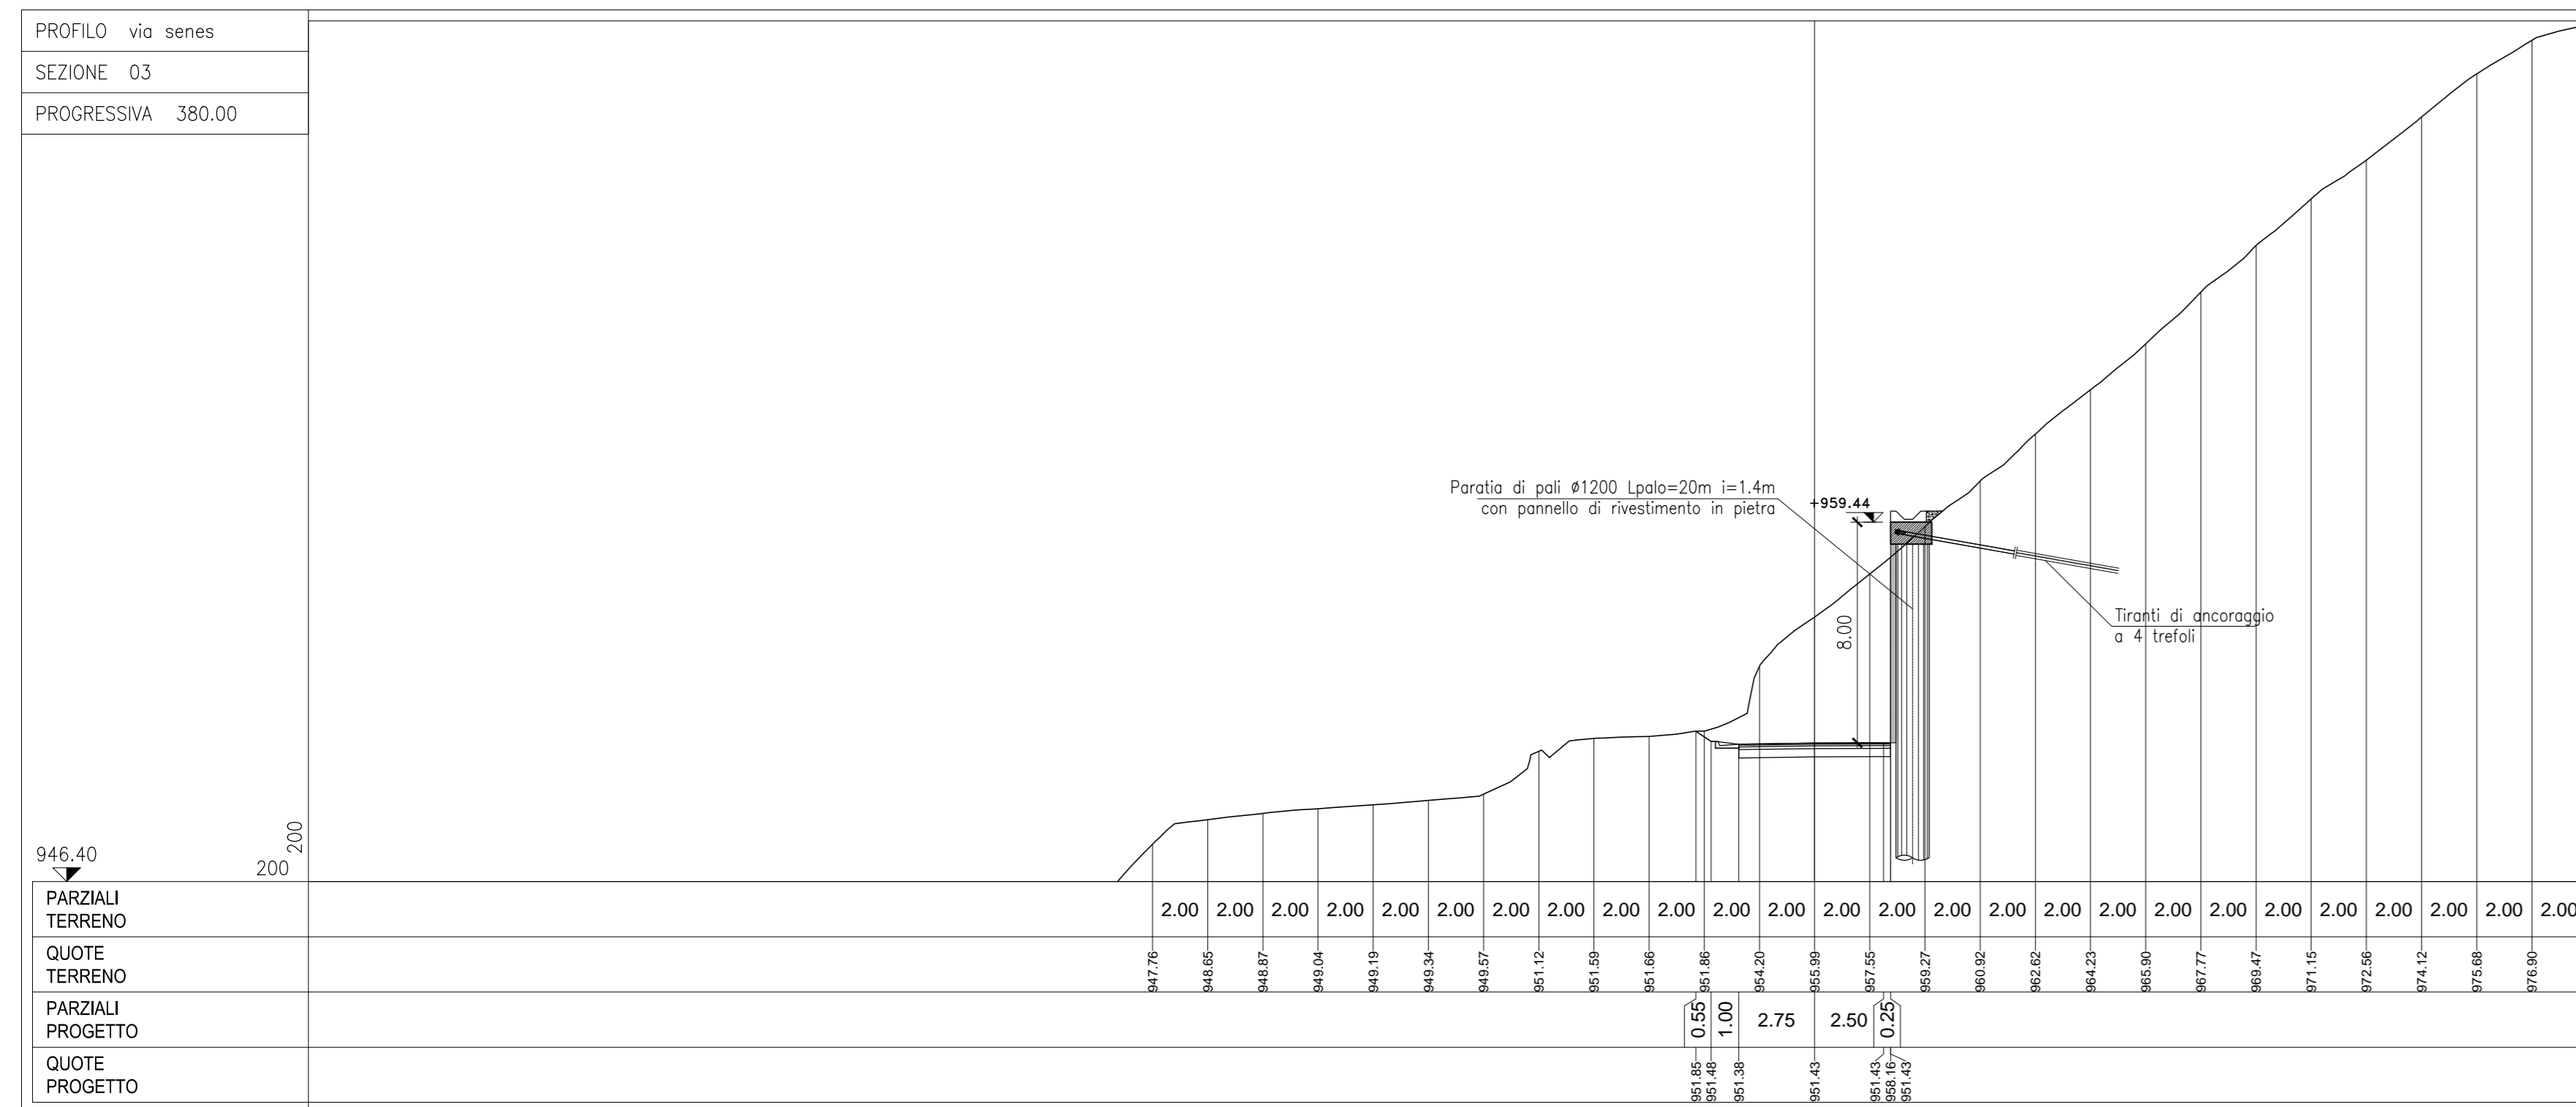 PROFILO via senes
SEZIONE 03
PROGRESSIVA 380.00
Paratia di pali ø1200 Lpalo=20m i=1.4m
con pannello di rivestimento in pietra
+959.44
8.00
Tiranti di ancoraggio
a 4 trefoli
946.40
200
200
PARZIALI
TERRENO
2.00 2.00 2.00 2.00 2.00 2.00 2.00 2.00 2.00 2.00 2.00 2.00 2.00 2.00 2.00 2.00 2.00 2.00 2.00 2.00 2.00 2.00 2.00 2.00 2.00 2.00
QUOTE
TERRENO
947.76 948.65 948.87 949.04 949.19 949.34 949.57 951.12 951.59 951.66 951.86 954.20 955.99 957.55 959.27 960.92 962.62 964.23 965.90 967.77 969.47 971.15 972.56 974.12 975.68 976.90
PARZIALI
PROGETTO
0.55 1.00 2.75 2.50 0.25
QUOTE
PROGETTO
951.85 951.48 951.38 951.43 951.43 958.16 951.43